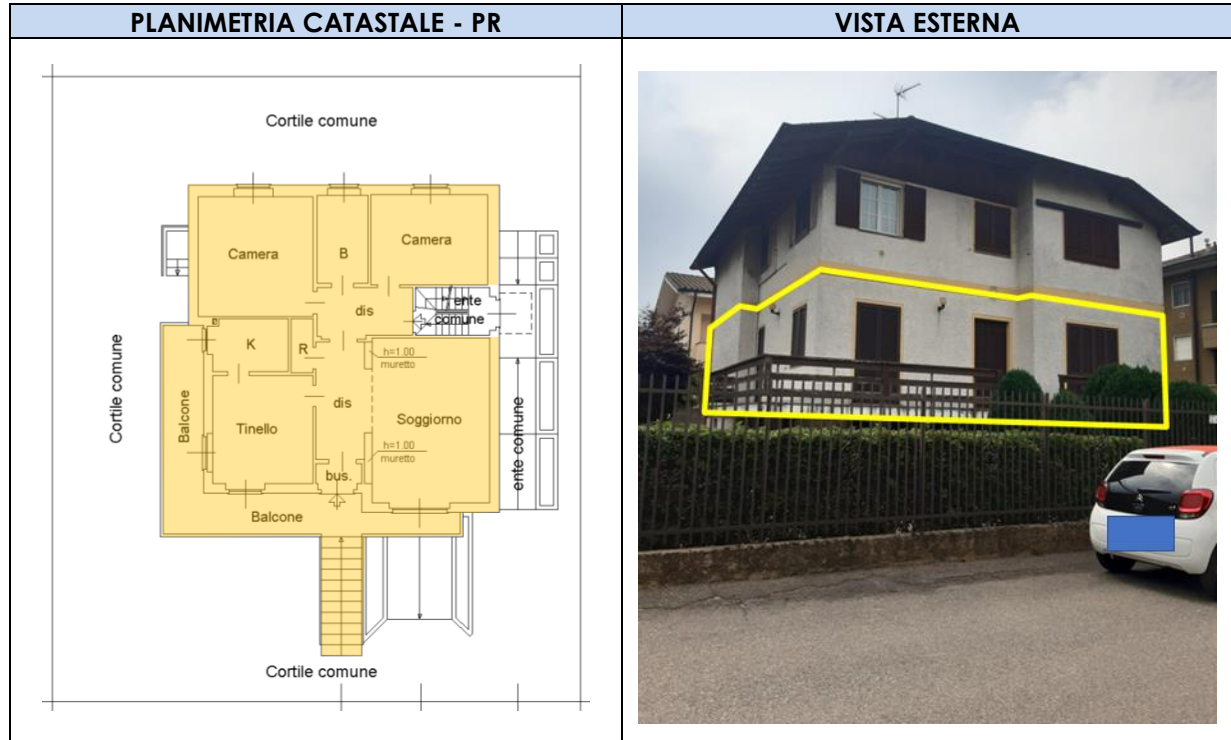 PLANIMETRIA CATASTALE - PR
VISTA ESTERNA
Cortile comune
Camera
B
Camera
dis
ente
comune
K
R
h=1.00
muretto
Cortile comune
Balcone
dis
Tinello
Soggiorno
h=1.00
muretto
ente comune
bus.
Balcone
Cortile comune